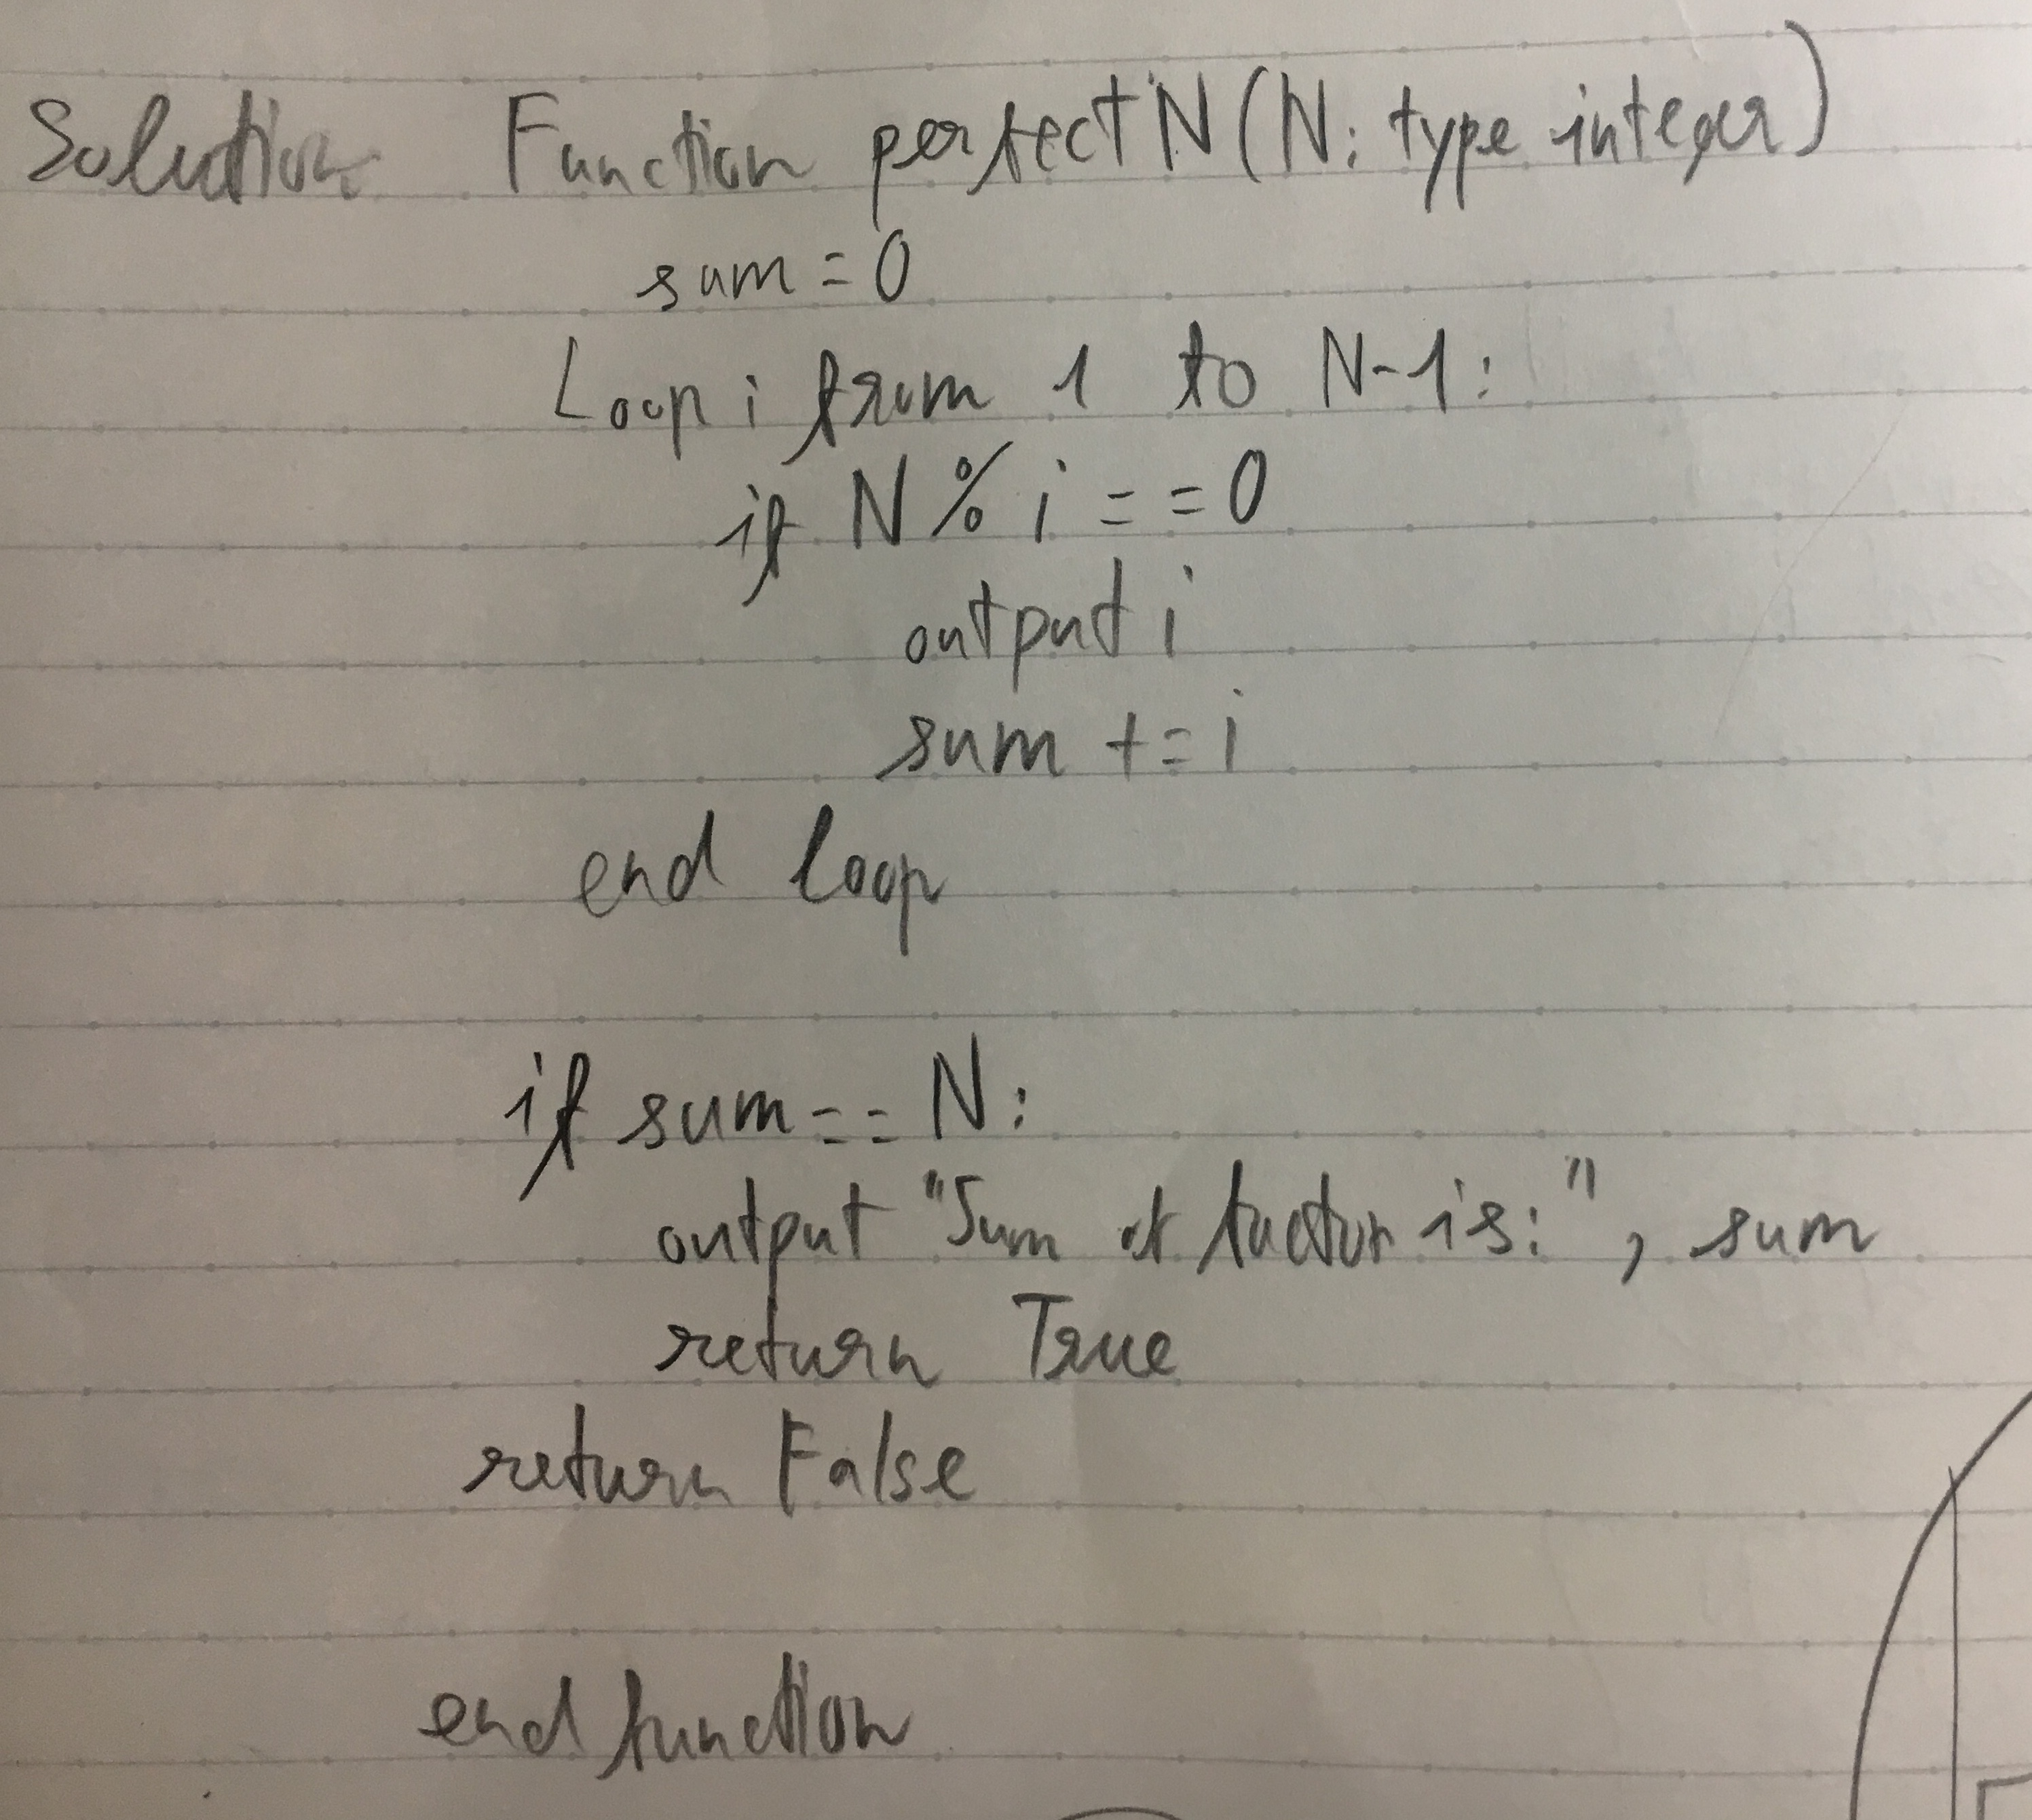 Solution Function perfectN(N: type integer)
sum = 0
Loop i from 1 to N-1:
if N % i == 0
output i
sum += i
end loop
if sum == N:
output "Sum of factor is:", sum
return True
return False
end function